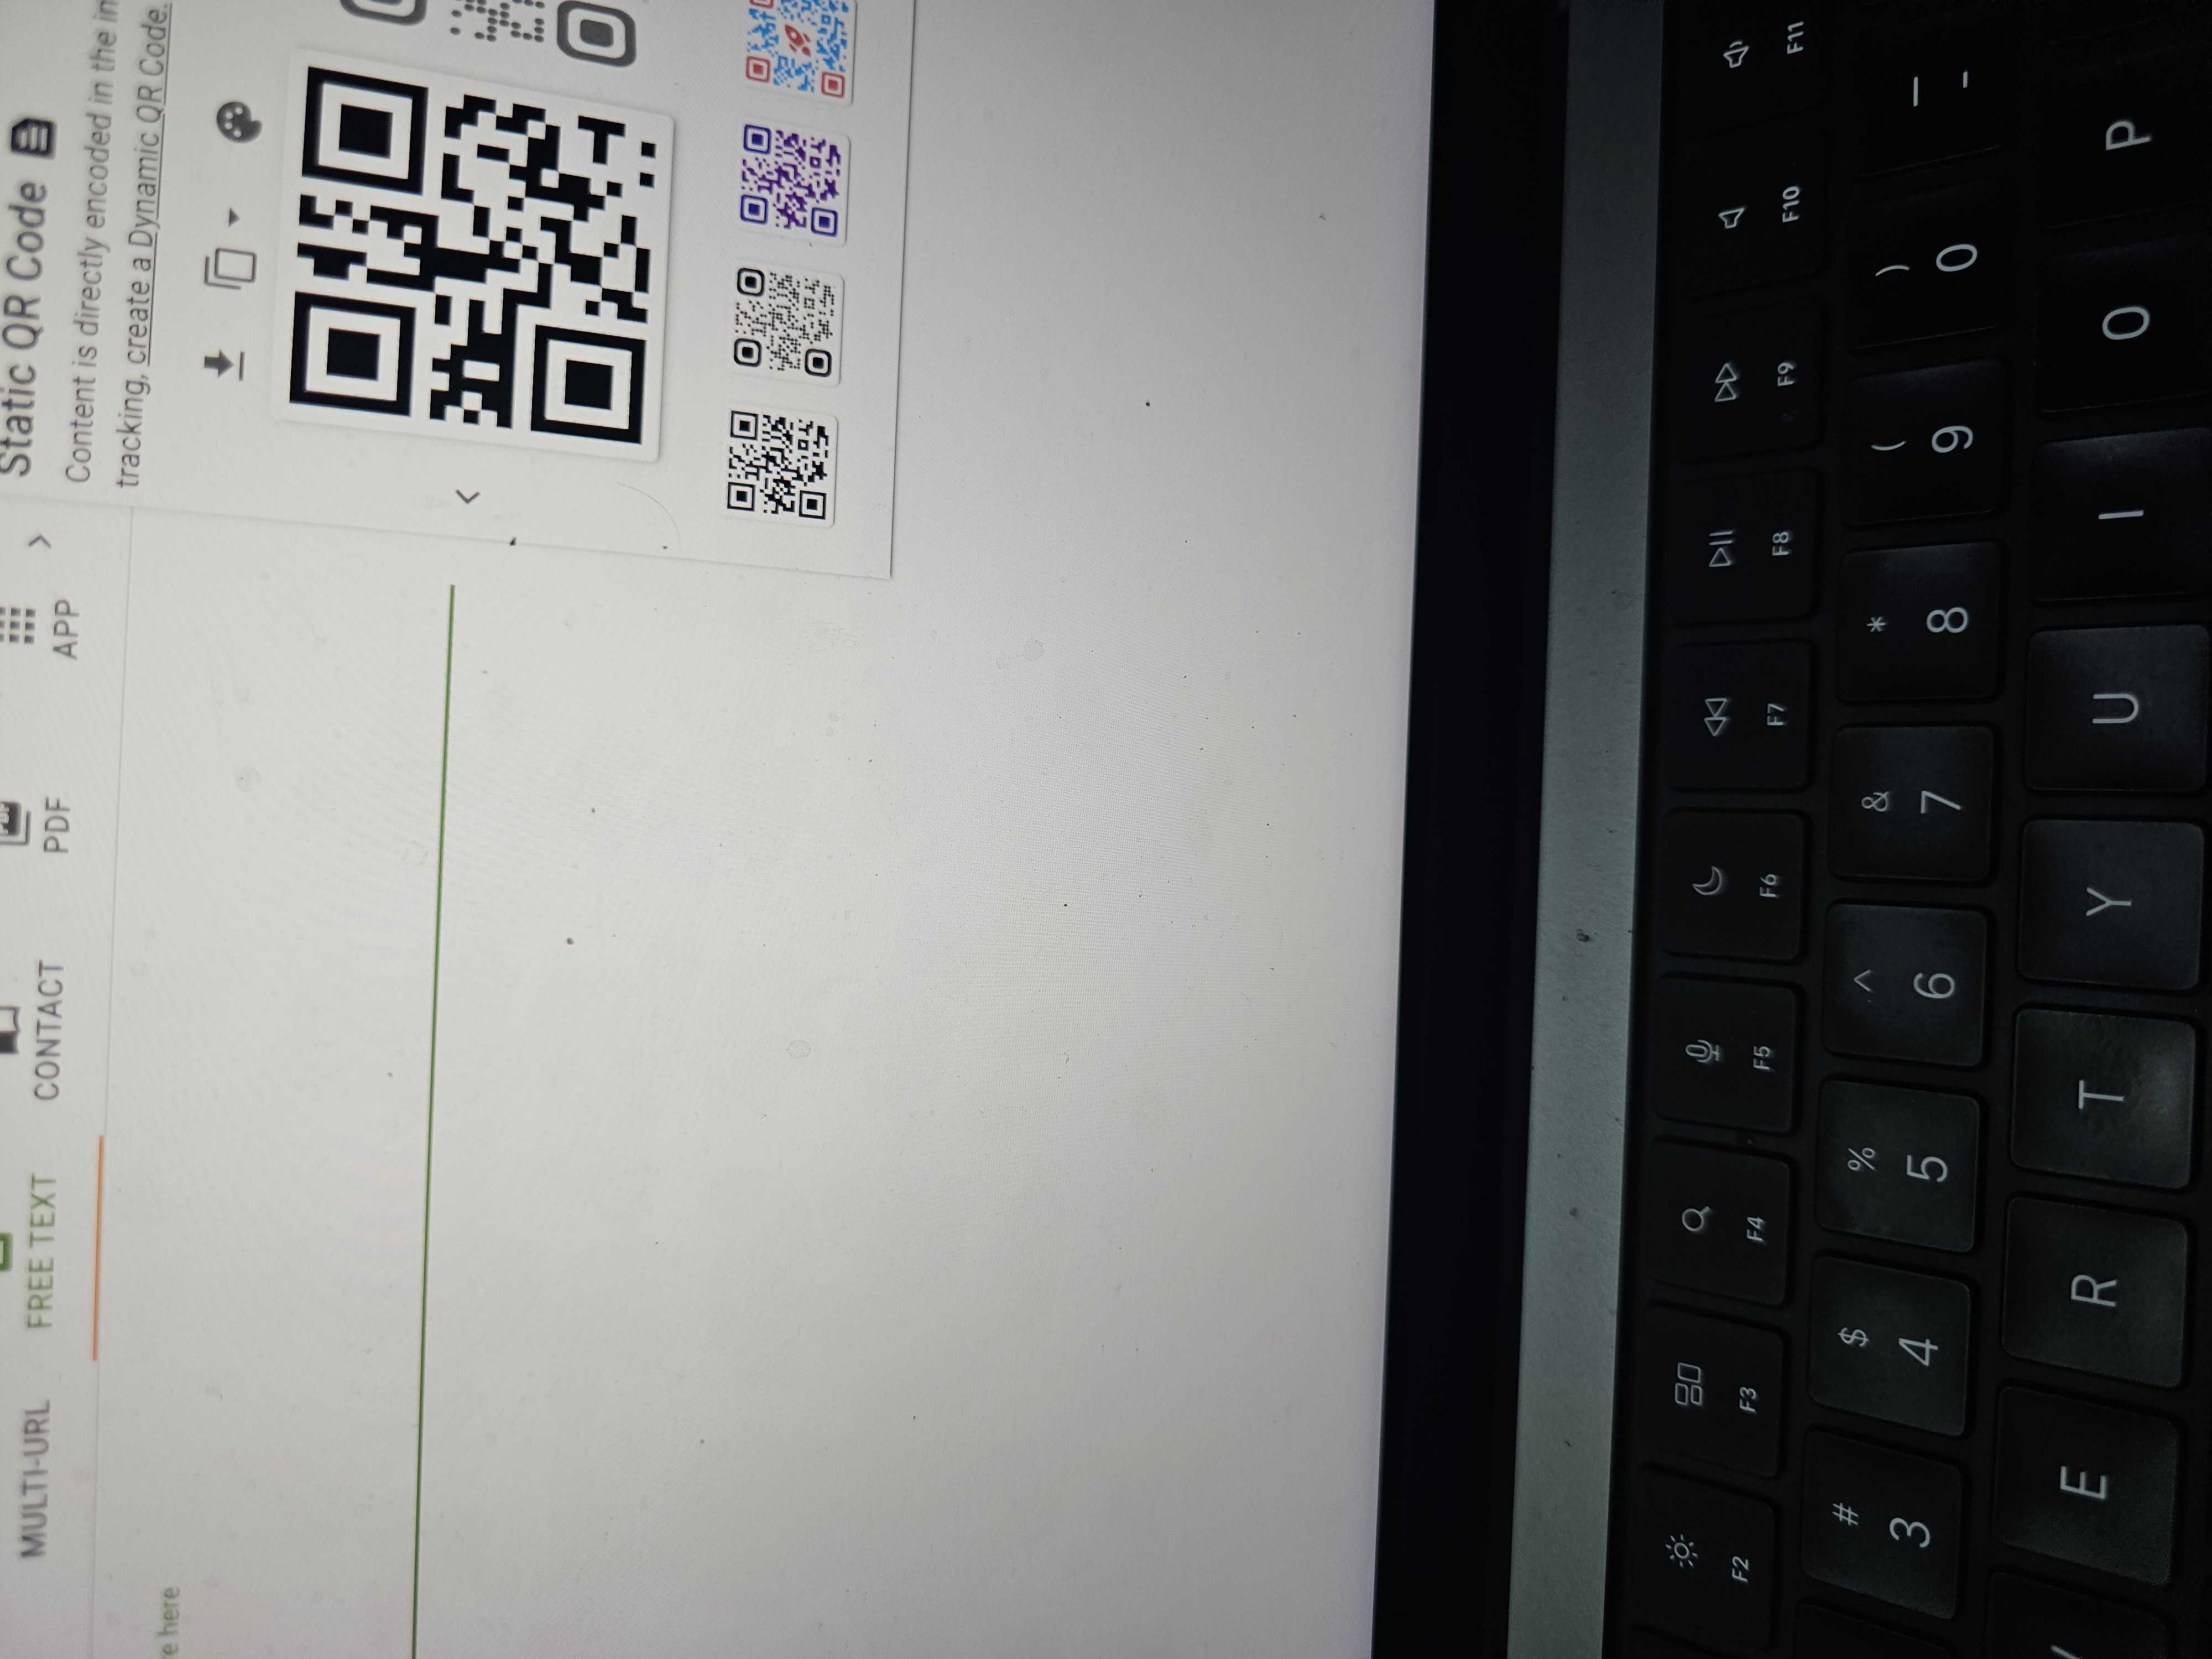 MULTI-URL
FREE TEXT
CONTACT
PDF
APP
Static QR Code
Content is directly encoded in the
tracking, create a Dynamic QR Code.
here
F2
F3
F4
F5
F6
F7
F8
F9
F10
F11
# $ % ^ & * ( ) _
3 4 5 6 7 8 9 0 -
E R T Y U I O P